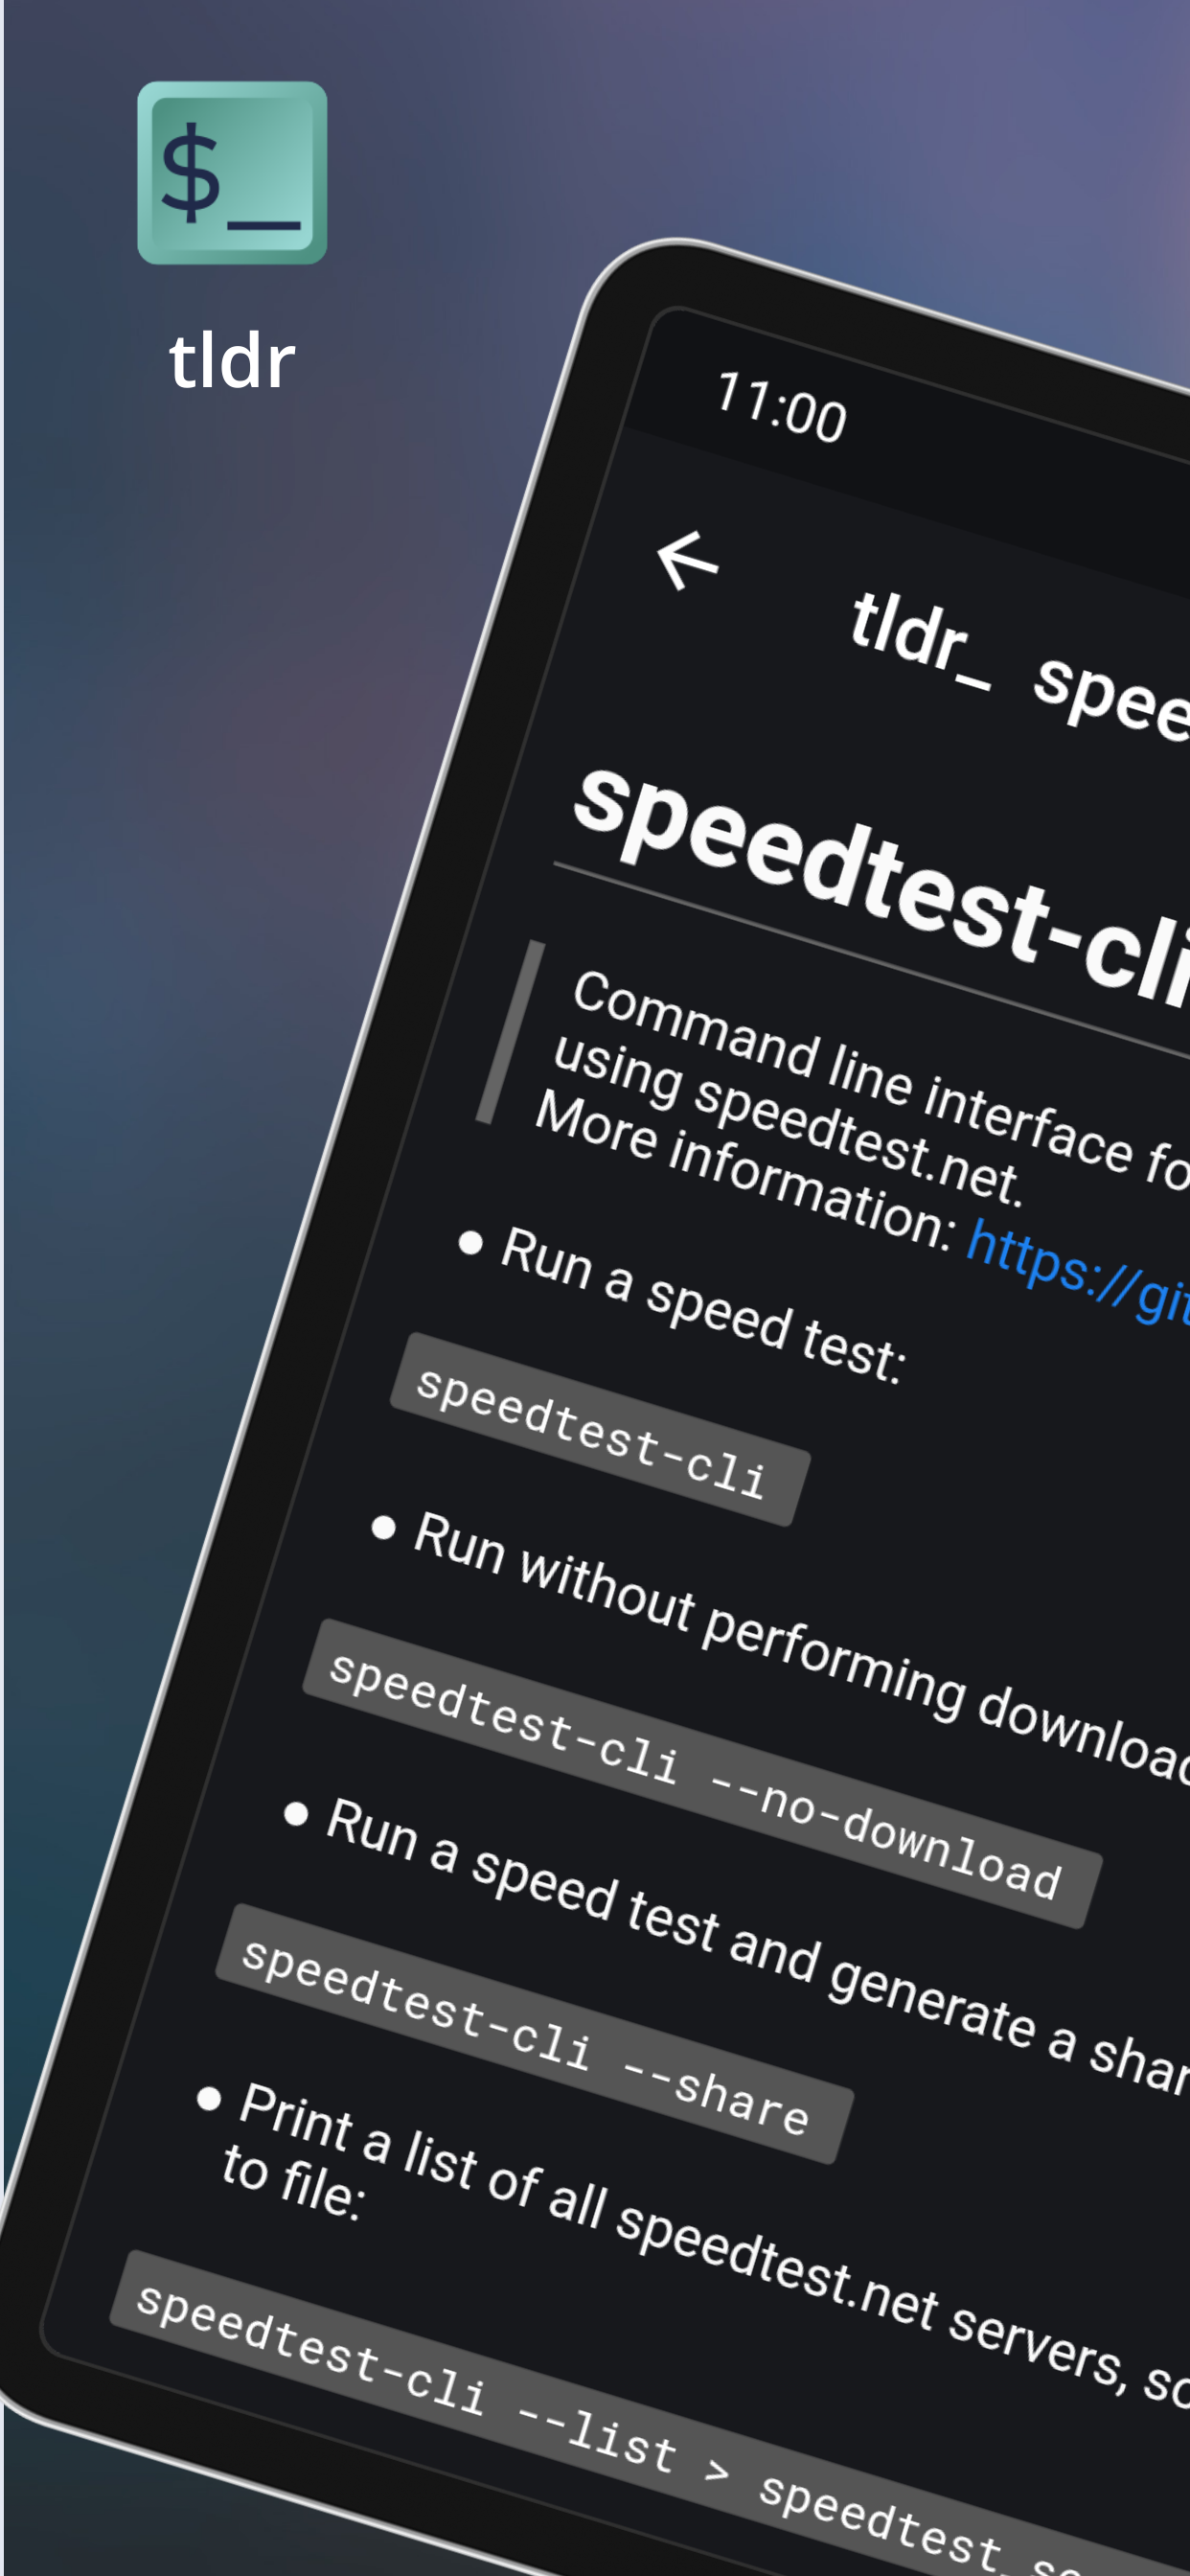 $_
tldr
11:00
tldr_ spee
speedtest-cli
Command line interface fo
using speedtest.net.
More information: https://git
Run a speed test:
speedtest-cli
Run without performing download
speedtest-cli --no-download
Run a speed test and generate a shar
speedtest-cli --share
Print a list of all speedtest.net servers, so
to file:
speedtest-cli --list > speedtest_se